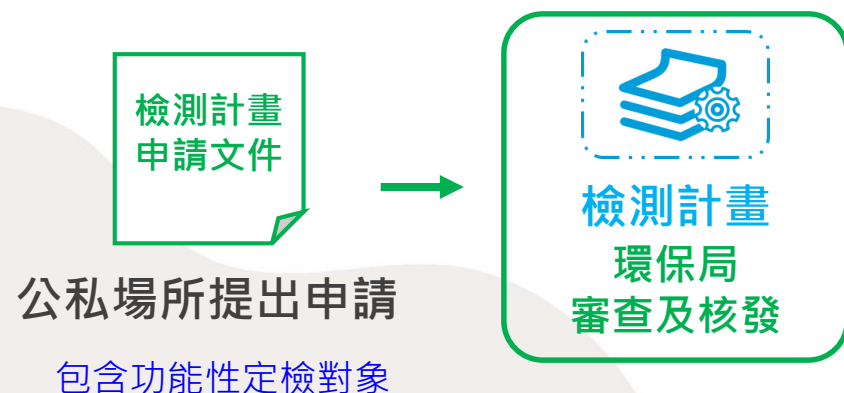 檢測計畫
申請文件
公私場所提出申請
包含功能性定檢對象
檢測計畫
環保局
審查及核發